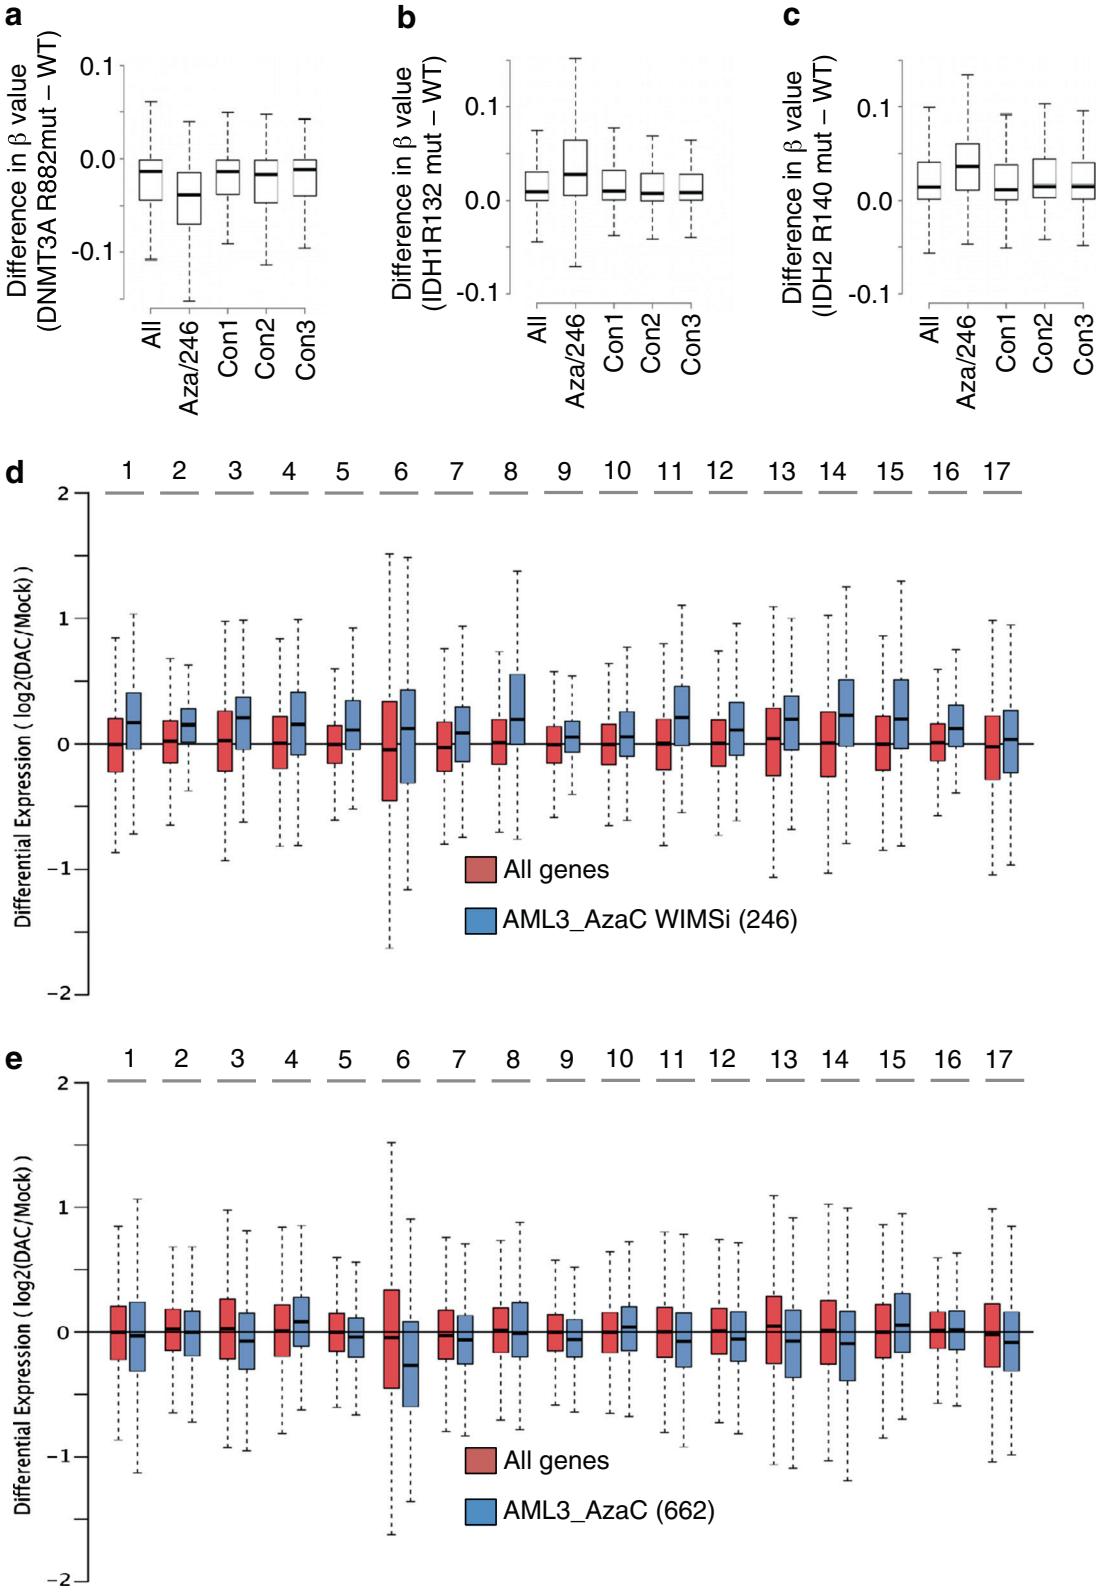 a
Difference in β value
(DNMT3A R882mut – WT)
0.1
0.0
-0.1
All
Aza/246
Con1
Con2
Con3
b
Difference in β value
(IDH1R132 mut – WT)
0.1
0.0
-0.1
All
Aza/246
Con1
Con2
Con3
c
Difference in β value
(IDH2 R140 mut – WT)
0.1
0.0
-0.1
All
Aza/246
Con1
Con2
Con3
d
1 2 3 4 5 6 7 8 9 10 11 12 13 14 15 16 17
Differential Expression ( log2(DAC/Mock) )
2
1
0
−1
−2
All genes
AML3_AzaC WIMSi (246)
e
1 2 3 4 5 6 7 8 9 10 11 12 13 14 15 16 17
Differential Expression ( log2(DAC/Mock) )
2
1
0
−1
−2
All genes
AML3_AzaC (662)